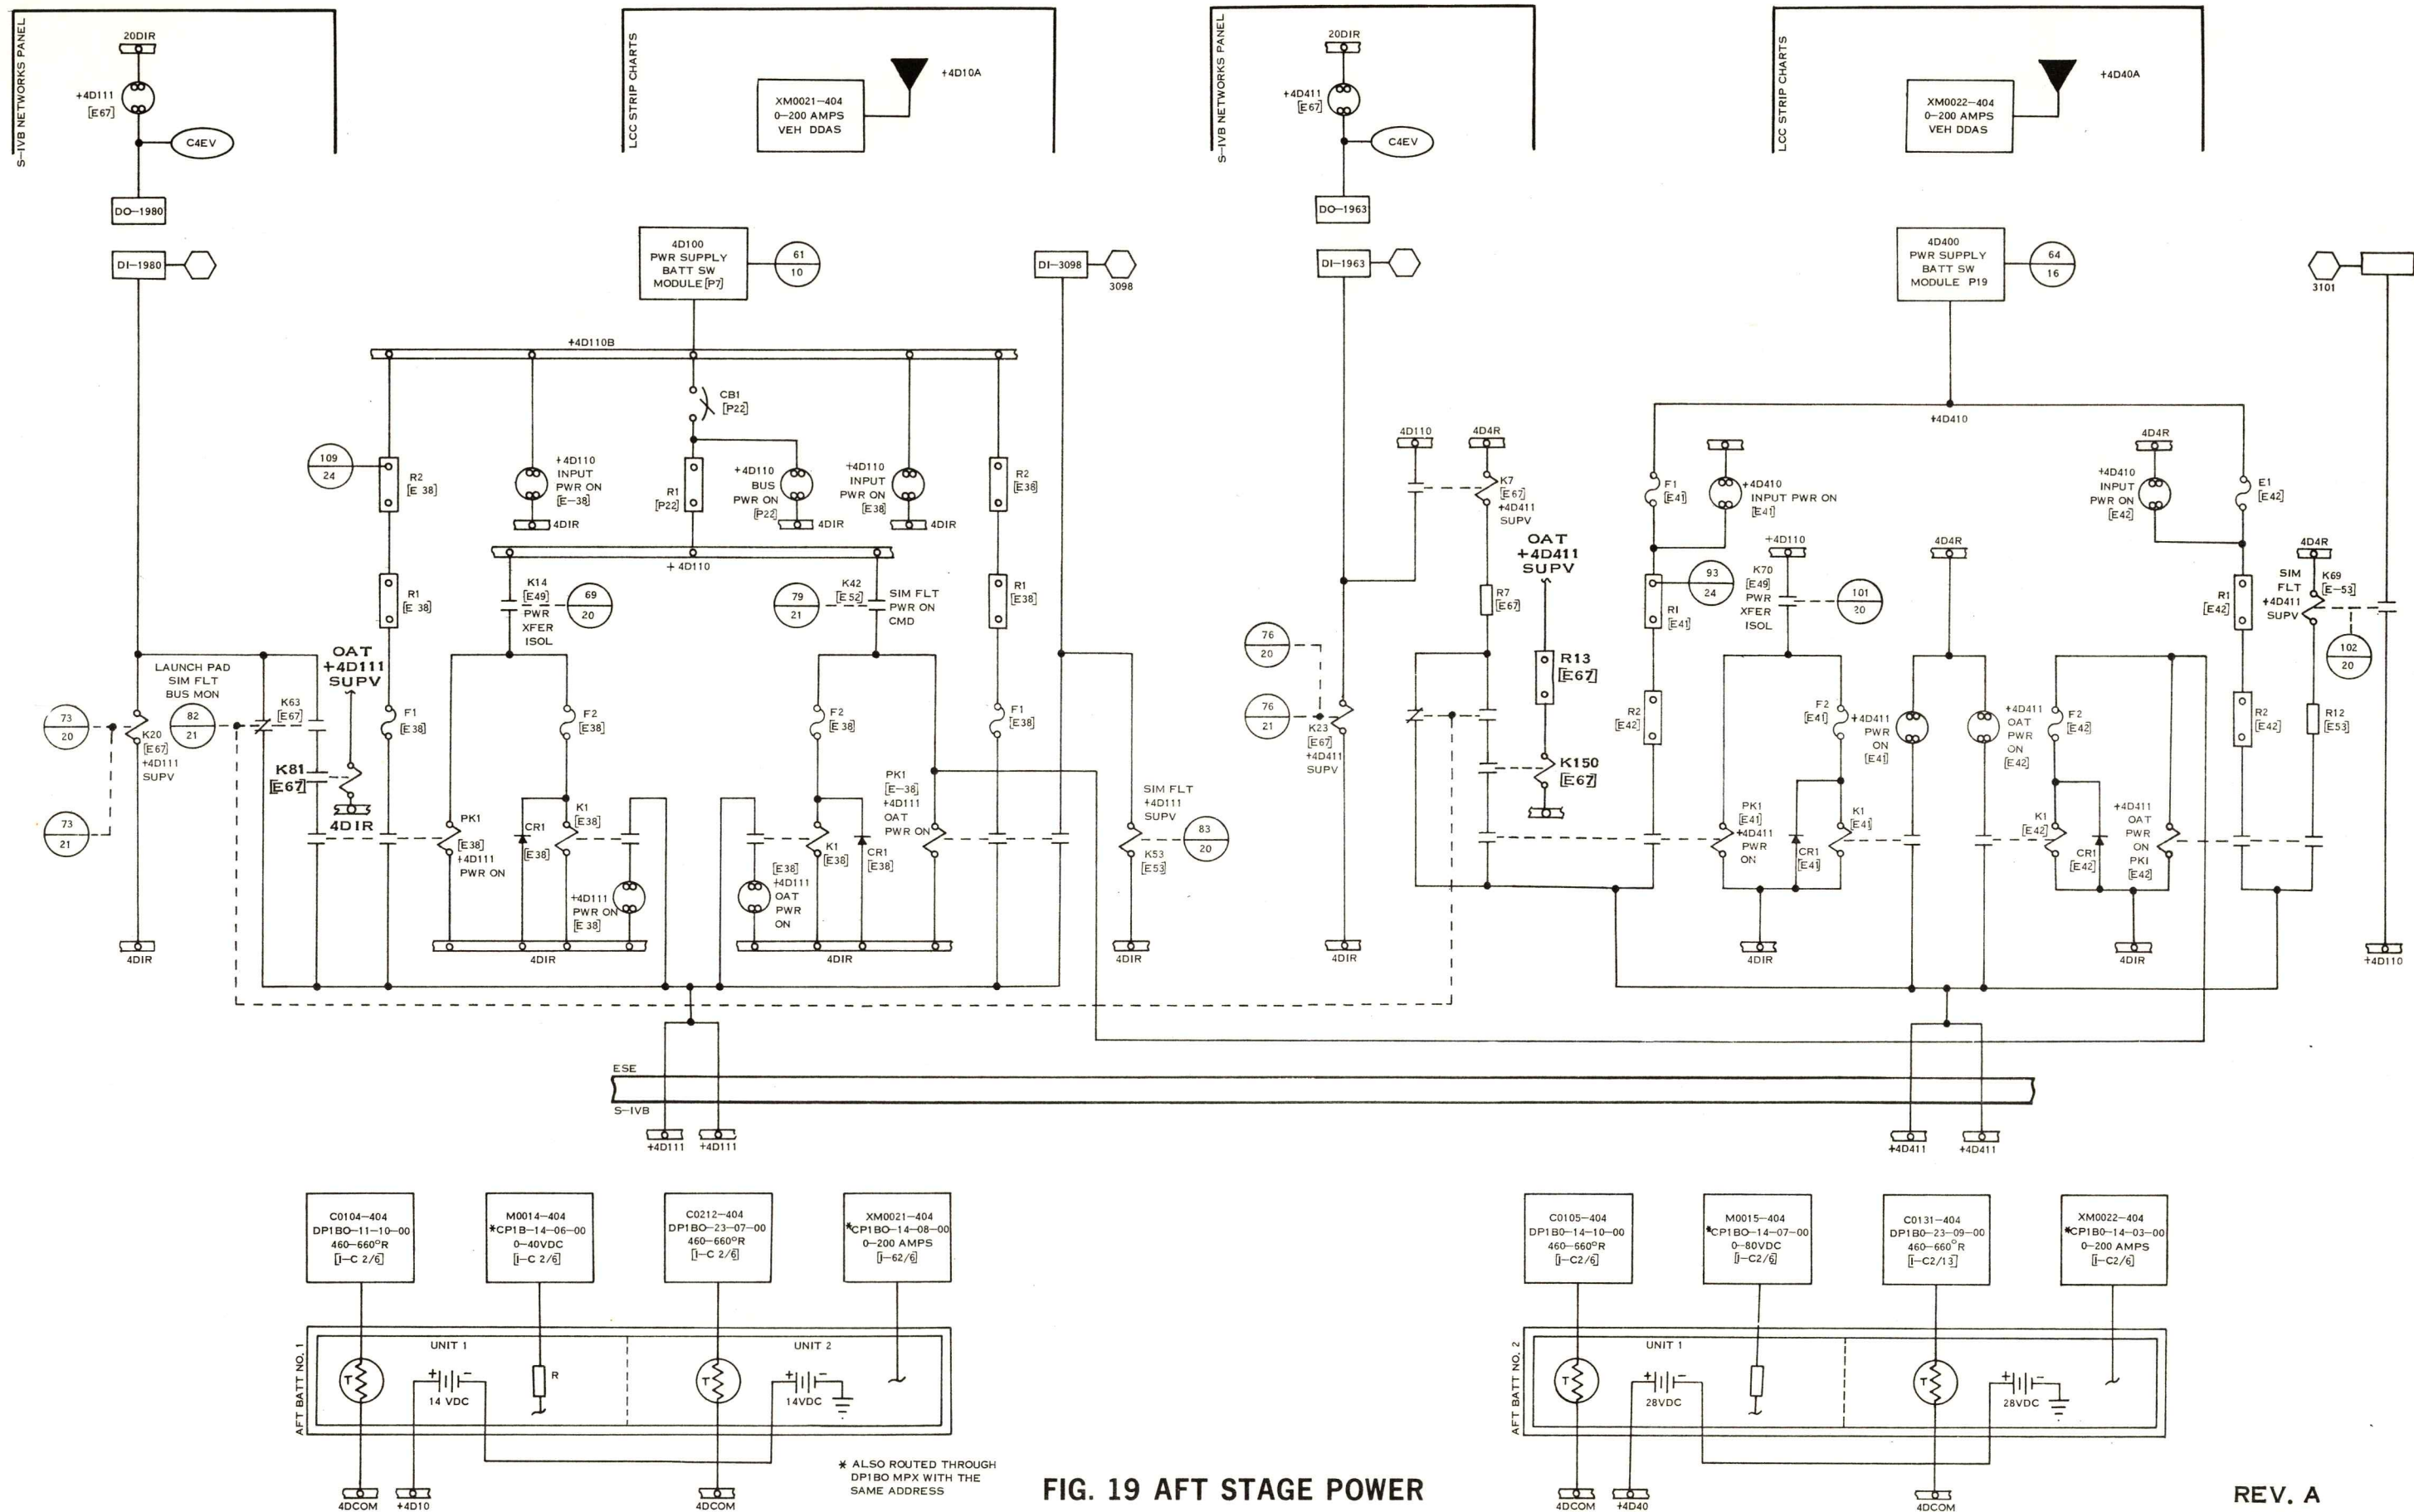 S-IVB NETWORKS PANEL
20DIR
+4D111
[E67]
C4EV
DO-1980
DI-1980
LCC STRIP CHARTS
XM0021-404
0-200 AMPS
VEH DDAS
+4D10A
S-IVB NETWORKS PANEL
20DIR
+4D411
[E67]
C4EV
DO-1963
DI-1963
LCC STRIP CHARTS
XM0022-404
0-200 AMPS
VEH DDAS
+4D40A
4D100
PWR SUPPLY
BATT SW
MODULE [P7]
61
10
DI-3098
3098
4D400
PWR SUPPLY
BATT SW
MODULE P19
64
16
3101
+4D110B
CB1
[P22]
109
24
R2
[E 38]
+4D110
INPUT
PWR ON
[E-38]
4DIR
R1
[P22]
+4D110
BUS
PWR ON
[P22]
4DIR
+4D110
INPUT
PWR ON
[E38]
4DIR
R2
[E38]
+ 4D110
R1
[E 38]
K14
[E49]
PWR
XFER
ISOL
69
20
79
21
K42
[E52]
SIM FLT
PWR ON
CMD
R1
[E38]
LAUNCH PAD
SIM FLT
BUS MON
82
21
K63
[E67]
OAT
+4D111
SUPV
73
20
K20
[E67]
+4D111
SUPV
73
21
K81
[E67]
4DIR
F1
[E38]
F2
[E38]
F2
[E38]
F1
[E38]
PK1
[E38]
+4D111
PWR ON
CR1
[E38]
K1
[E38]
+4D111
PWR ON
[E 38]
[E38]
+4D111
OAT
PWR
ON
K1
[E38]
CR1
[E38]
PK1
[E-38]
+4D111
OAT
PWR ON
SIM FLT
+4D111
SUPV
83
20
K53
[E53]
4DIR
4DIR
4DIR
4DIR
4DIR
4D110
4D4R
K7
[E67]
+4D411
SUPV
R7
[E67]
OAT
+4D411
SUPV
R13
[E67]
K150
[E67]
76
20
76
21
K23
[E67]
+4D411
SUPV
+4D410
F1
[E41]
+4D410
INPUT PWR ON
[E41]
4D4R
+4D410
INPUT
PWR ON
[E42]
E1
[E42]
93
24
R1
[E41]
+4D110
K70
[E49]
PWR
XFER
ISOL
101
20
4D4R
R1
[E42]
4D4R
SIM
FLT
+4D411
SUPV
K69
[E-53]
102
20
R2
[E42]
F2
[E41]
+4D411
PWR
ON
[E41]
+4D411
OAT
PWR
ON
[E42]
F2
[E42]
R2
[E42]
R12
[E53]
PK1
[E41]
+4D411
PWR
ON
CR1
[E41]
K1
[E41]
K1
[E42]
CR1
[E42]
+4D411
OAT
PWR
ON
PK1
[E42]
4DIR
4DIR
+4D110
ESE
S-IVB
+4D111
+4D111
+4D411
+4D411
C0104-404
DP1B0-11-10-00
460-660°R
[I-C 2/6]
M0014-404
*CP1B-14-06-00
0-40VDC
[I-C 2/6]
C0212-404
DP1B0-23-07-00
460-660°R
[I-C 2/6]
XM0021-404
*CP1B0-14-08-00
0-200 AMPS
[I-62/6]
C0105-404
DP1B0-14-10-00
460-660°R
[I-C2/6]
M0015-404
*CP1B0-14-07-00
0-80VDC
[I-C2/6]
C0131-404
DP1B0-23-09-00
460-660°R
[I-C2/13]
XM0022-404
*CP1B0-14-03-00
0-200 AMPS
[I-C2/6]
AFT BATT NO. 1
UNIT 1
UNIT 2
T
+ -
14 VDC
R
T
+ -
14VDC
4DCOM
+4D10
4DCOM
* ALSO ROUTED THROUGH
DP1BO MPX WITH THE
SAME ADDRESS
AFT BATT NO. 2
UNIT 1
T
+ -
28VDC
T
+ -
28VDC
4DCOM
+4D40
4DCOM
FIG. 19 AFT STAGE POWER
REV. A